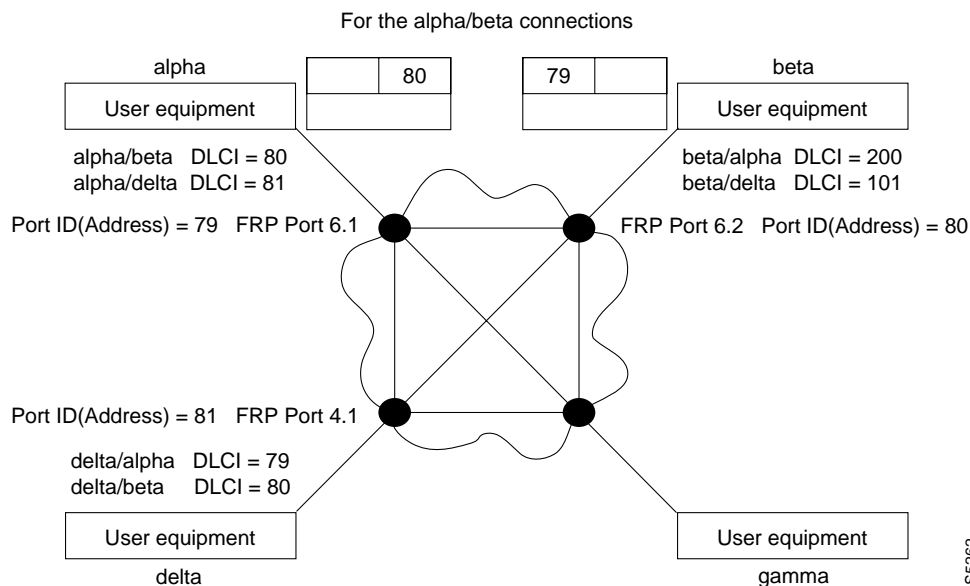 For the alpha/beta connections
alpha
80
79
beta
User equipment
User equipment
alpha/beta DLCI = 80
alpha/delta DLCI = 81
beta/alpha DLCI = 200
beta/delta DLCI = 101
Port ID(Address) = 79 FRP Port 6.1
FRP Port 6.2 Port ID(Address) = 80
Port ID(Address) = 81 FRP Port 4.1
delta/alpha DLCI = 79
delta/beta DLCI = 80
User equipment
User equipment
delta
gamma